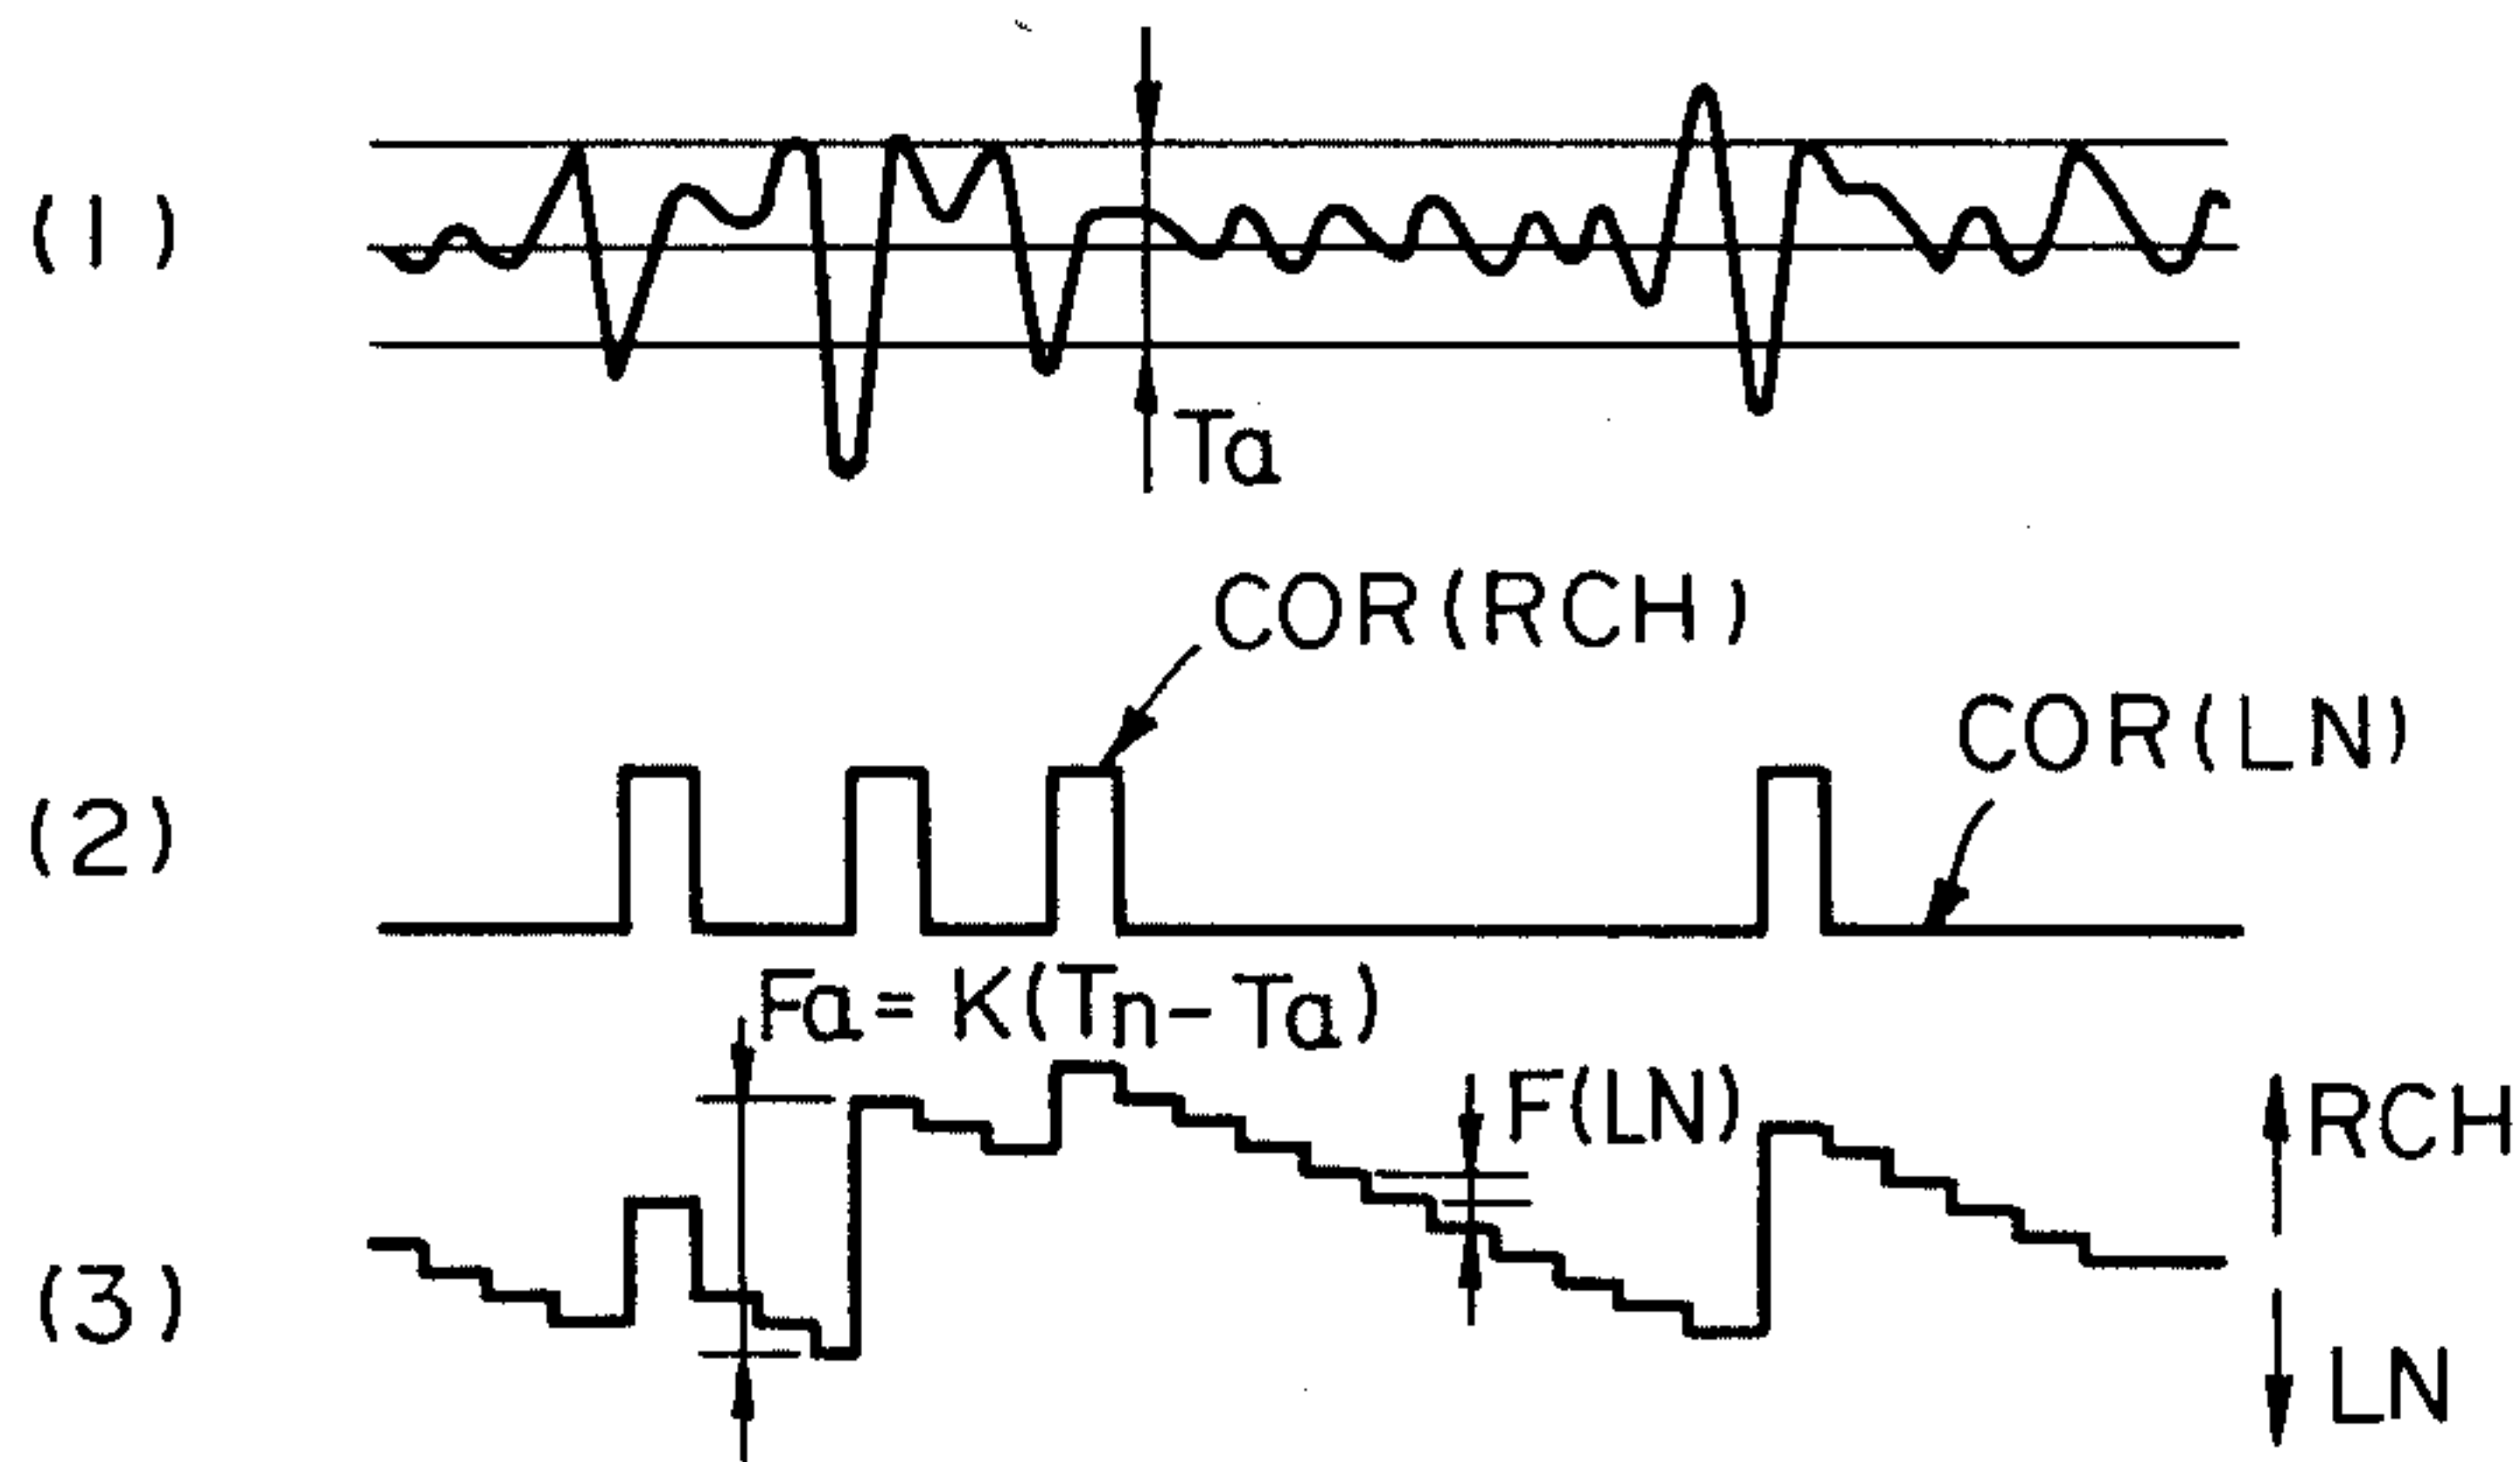 (1)
Ta
COR(RCH)
COR(LN)
(2)
Fa= K(Tn-Ta)
F(LN)
RCH
(3)
LN